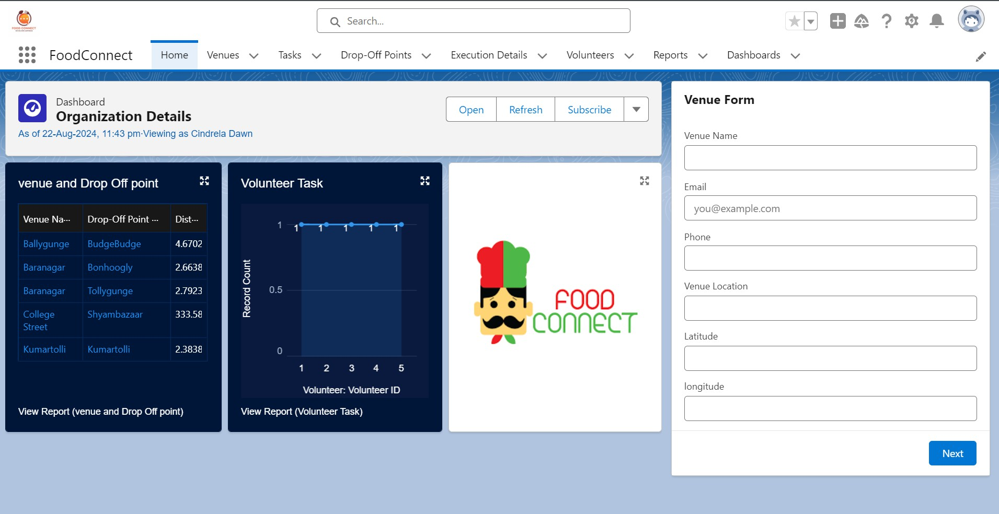 FOOD CONNECT
Search...
FoodConnect
Home
Venues
Tasks
Drop-Off Points
Execution Details
Volunteers
Reports
Dashboards
Dashboard
Organization Details
As of 22-Aug-2024, 11:43 pm·Viewing as Cindrela Dawn
Open
Refresh
Subscribe
venue and Drop Off point
Venue Na... Drop-Off Point ... Dist...
Ballygunge BudgeBudge 4.6702
Baranagar Bonhoogly 2.6638
Baranagar Tollygunge 2.7923
College Shyambazaar 333.58
Street
Kumartolli Kumartolli 2.3838
View Report (venue and Drop Off point)
Volunteer Task
Record Count
1
0.5
0
1 1 1 1 1
1 2 3 4 5
Volunteer: Volunteer ID
View Report (Volunteer Task)
FOOD
CONNECT
Venue Form
Venue Name
Email
you@example.com
Phone
Venue Location
Latitude
longitude
Next